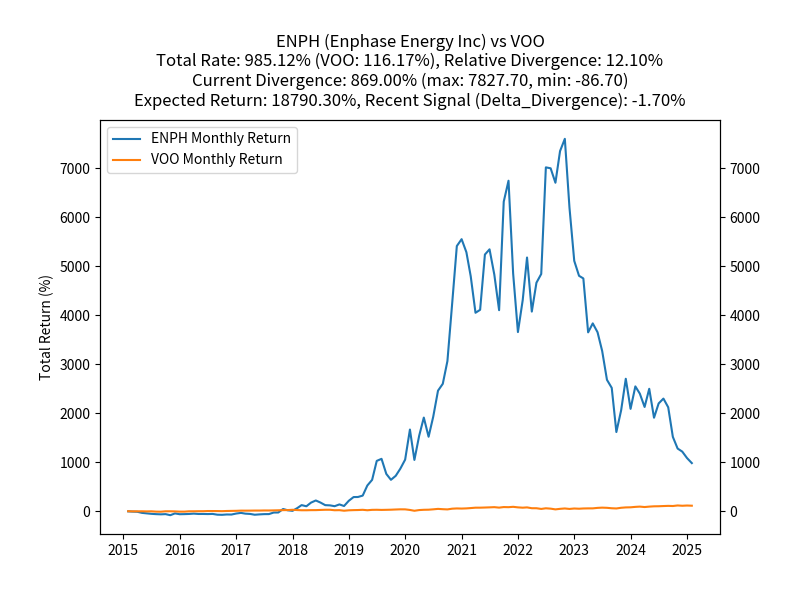 ENPH (Enphase Energy Inc) vs VOO
Total Rate: 985.12% (VOO: 116.17%), Relative Divergence: 12.10%
Current Divergence: 869.00% (max: 7827.70, min: -86.70)
Expected Return: 18790.30%, Recent Signal (Delta_Divergence): -1.70%
ENPH Monthly Return
VOO Monthly Return
Total Return (%)
7000 7000
6000 6000
5000 5000
4000 4000
3000 3000
2000 2000
1000 1000
0 0
2015 2016 2017 2018 2019 2020 2021 2022 2023 2024 2025